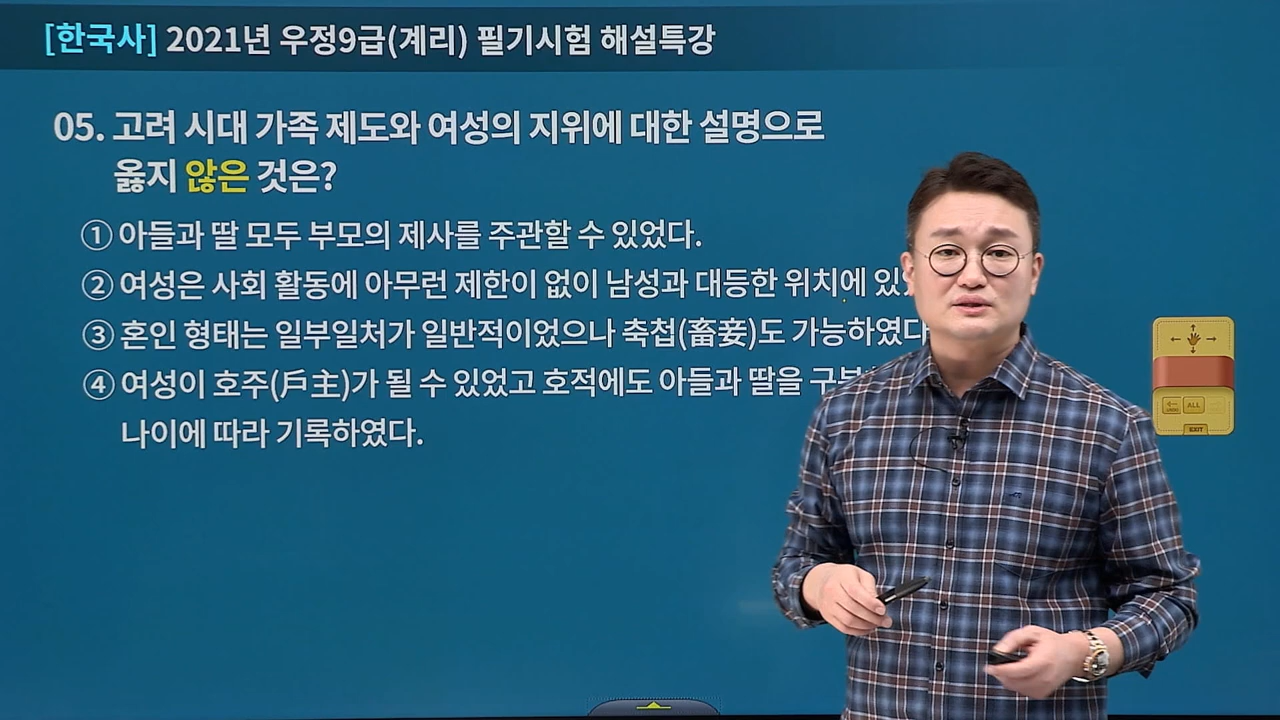 [한국사] 2021년 우정9급(계리) 필기시험 해설특강
05. 고려 시대 가족 제도와 여성의 지위에 대한 설명으로
옳지 않은 것은?
① 아들과 딸 모두 부모의 제사를 주관할 수 있었다.
② 여성은 사회 활동에 아무런 제한이 없이 남성과 대등한 위치에
③ 혼인 형태는 일부일처가 일반적이었으나 축첩(畜妾)도 가능하였다
④ 여성이 호주(戶主)가 될 수 있었고 호적에도 아들과 딸을
나이에 따라 기록하였다.
UNDO ALL
EXIT